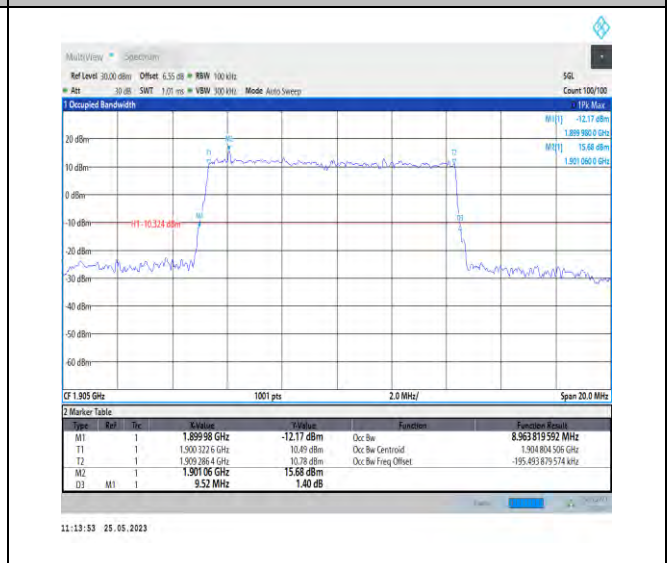 MultiView Spectrum
Ref Level 30.00 dBm Offset 6.55 dB RBW 100 kHz SGL
Att 30 dB SWT 1.01 ms VBW 300 kHz Mode Auto Sweep Count 100/100
1 Occupied Bandwidth 1Pk Max
M1[1] -12.17 dBm
1.899 980 0 GHz
M2[1] 15.68 dBm
1.901 060 0 GHz
20 dBm
T1
T2
10 dBm
0 dBm
-10 dBm
H1 -10.324 dBm
M1
D3
-20 dBm
-30 dBm
-40 dBm
-50 dBm
-60 dBm
CF 1.905 GHz 1001 pts 2.0 MHz/ Span 20.0 MHz
2 Marker Table
Type Ref Trc X-Value Y-Value Function Function Result
M1 1 1.89998 GHz -12.17 dBm Occ Bw 8.963 819 592 MHz
T1 1 1.900 322 6 GHz 10.49 dBm Occ Bw Centroid 1.904 804 506 GHz
T2 1 1.909 286 4 GHz 10.78 dBm Occ Bw Freq Offset -195.493 879 574 kHz
M2 1 1.901 06 GHz 15.68 dBm
D3 M1 1 9.52 MHz 1.40 dB
11:13:53 25.05.2023